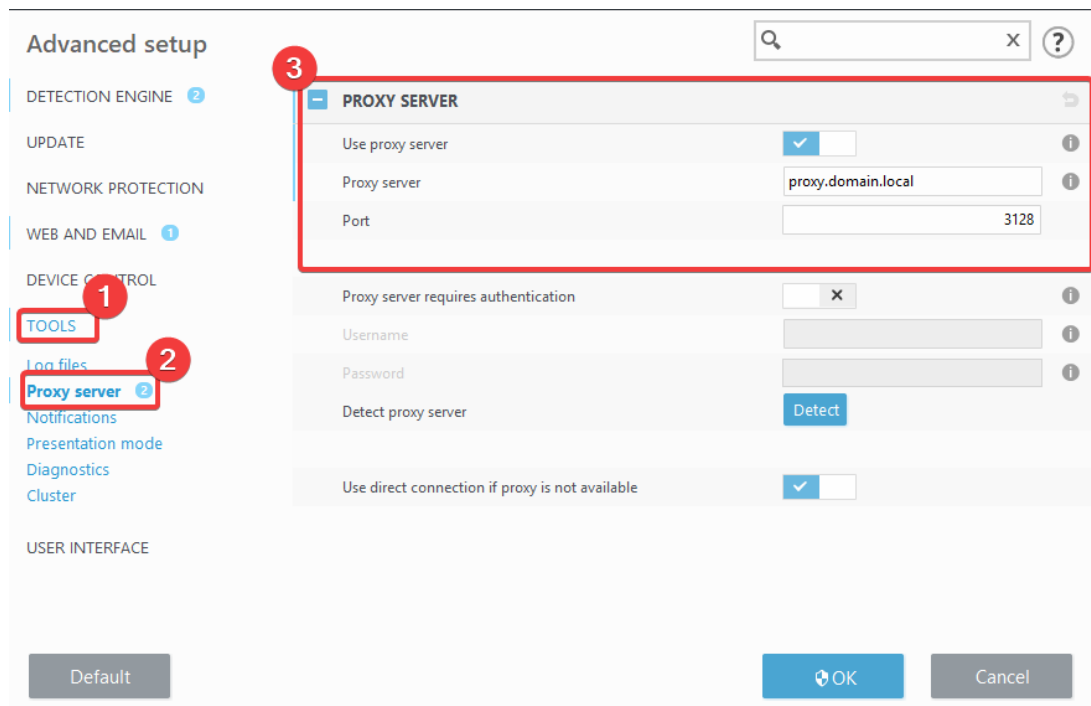 Advanced setup
X
?
3
DETECTION ENGINE 2
PROXY SERVER
UPDATE
Use proxy server
NETWORK PROTECTION
Proxy server
proxy.domain.local
Port
3128
WEB AND EMAIL 1
DEVICE CONTROL
1
Proxy server requires authentication
TOOLS
Username
Log files
2
Password
Proxy server 2
Notifications
Detect proxy server
Detect
Presentation mode
Diagnostics
Cluster
Use direct connection if proxy is not available
USER INTERFACE
Default
OK
Cancel